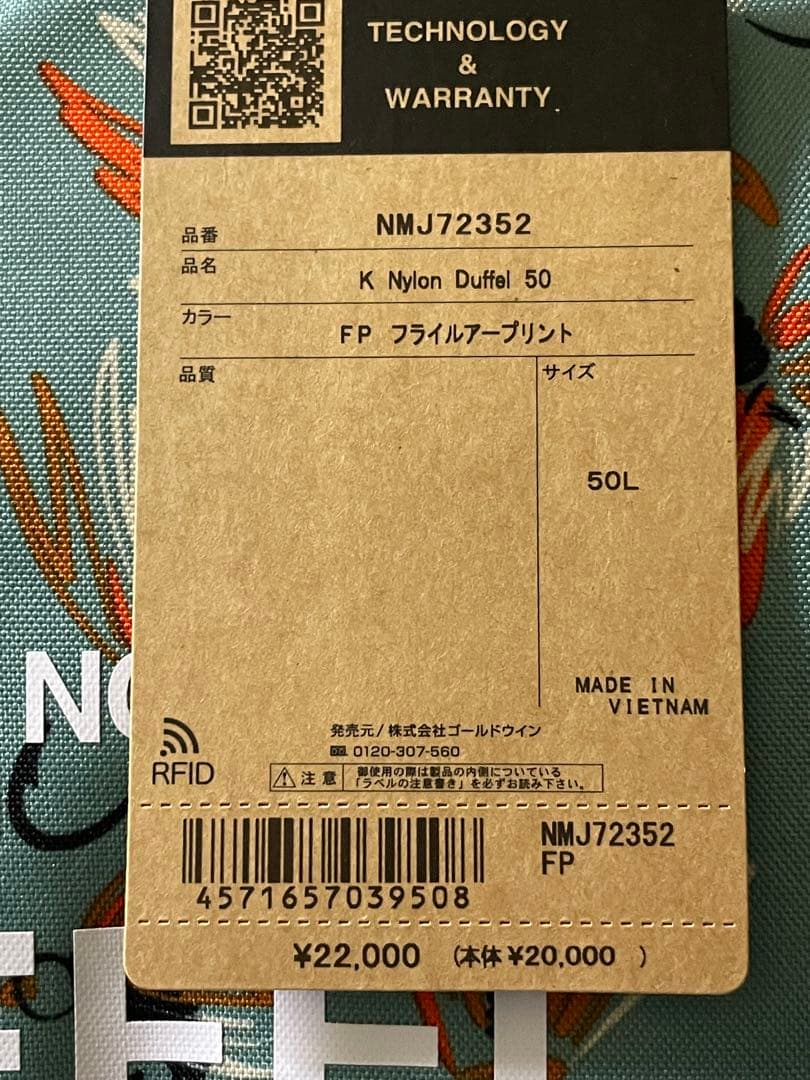 TECHNOLOGY
&
WARRANTY
品番 NMJ72352
品名 K Nylon Duffel 50
カラー FP フライルアープリント
品質 サイズ
50L
MADE IN
VIETNAM
発売元/株式会社ゴールドウイン
0120-307-560
RFID
注意 御使用の際は製品の内側についている
「ラベルの注意書き」を必ずお読み下さい。
4571657039508
NMJ72352
FP
¥22,000 (本体¥20,000 )